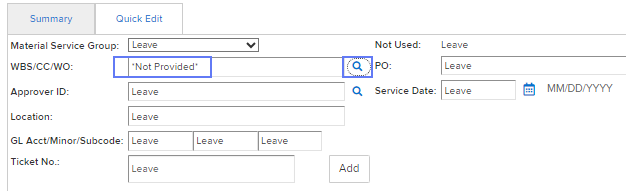 Summary Quick Edit
Material Service Group: Leave Not Used: Leave
WBS/CC/WO: *Not Provided* PO: Leave
Approver ID: Leave Service Date: Leave MM/DD/YYYY
Location: Leave
GL Acct/Minor/Subcode: Leave Leave Leave
Ticket No.: Leave Add